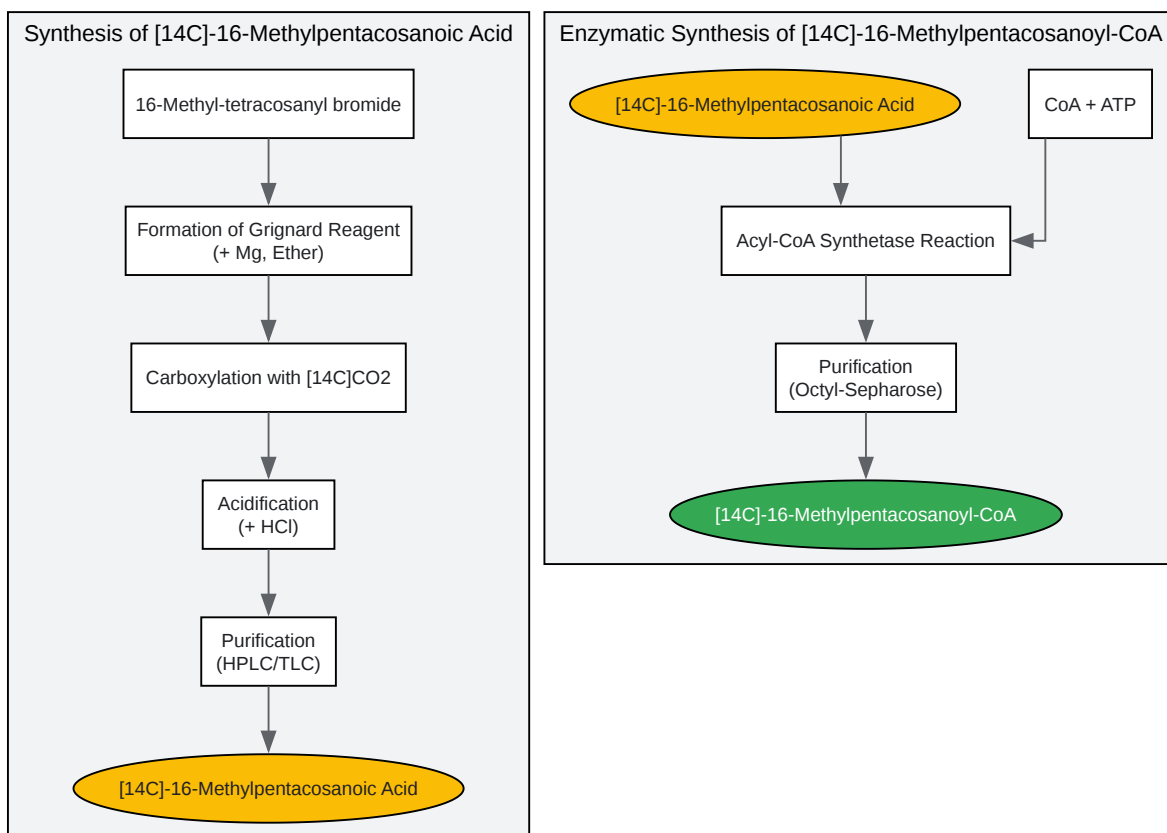 Synthesis of [14C]-16-Methylpentacosanoic Acid
16-Methyl-tetracosanyl bromide
Formation of Grignard Reagent
(+ Mg, Ether)
Carboxylation with [14C]CO2
Acidification
(+ HCl)
Purification
(HPLC/TLC)
[14C]-16-Methylpentacosanoic Acid
Enzymatic Synthesis of [14C]-16-Methylpentacosanoyl-CoA
[14C]-16-Methylpentacosanoic Acid
CoA + ATP
Acyl-CoA Synthetase Reaction
Purification
(Octyl-Sepharose)
[14C]-16-Methylpentacosanoyl-CoA